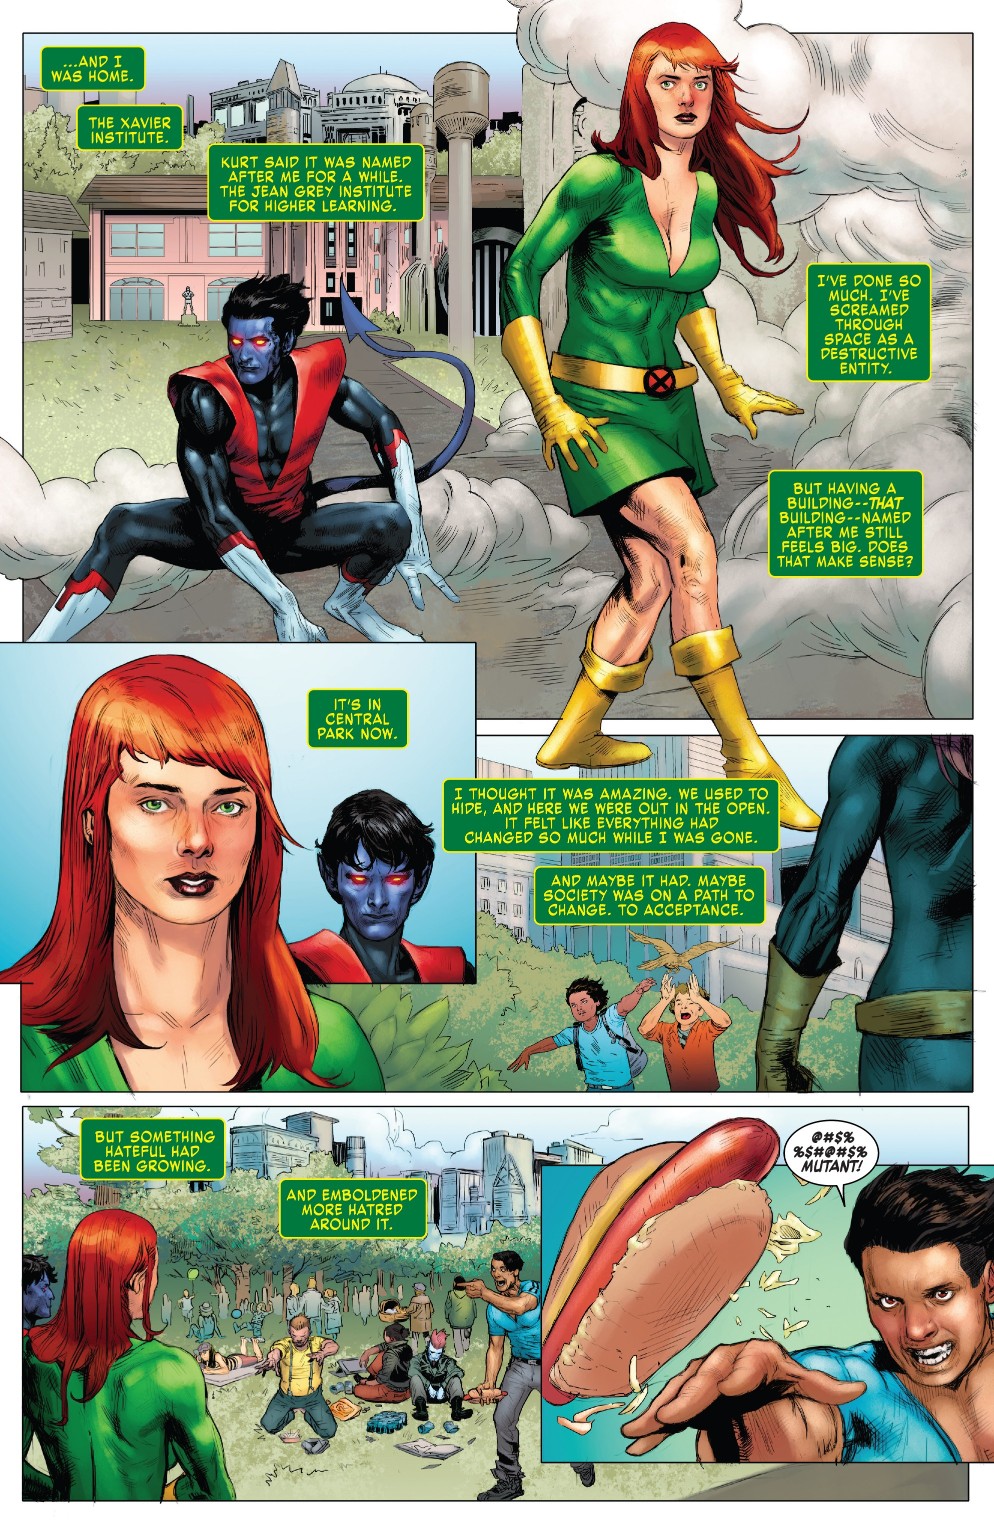 ...AND I
WAS HOME.
THE XAVIER
INSTITUTE.
KURT SAID IT WAS NAMED
AFTER ME FOR A WHILE.
THE JEAN GREY INSTITUTE
FOR HIGHER LEARNING.
I'VE DONE SO
MUCH. I'VE
SCREAMED
THROUGH
SPACE AS A
DESTRUCTIVE
ENTITY.
BUT HAVING A
BUILDING--THAT
BUILDING--NAMED
AFTER ME STILL
FEELS BIG. DOES
THAT MAKE SENSE?
IT'S IN
CENTRAL
PARK NOW.
I THOUGHT IT WAS AMAZING. WE USED TO
HIDE, AND HERE WE WERE OUT IN THE OPEN.
IT FELT LIKE EVERYTHING HAD
CHANGED SO MUCH WHILE I WAS GONE.
AND MAYBE IT HAD. MAYBE
SOCIETY WAS ON A PATH TO
CHANGE. TO ACCEPTANCE.
BUT SOMETHING
HATEFUL HAD
BEEN GROWING.
AND EMBOLDENED
MORE HATRED
AROUND IT.
@#$%
%$#@#$%
MUTANT!